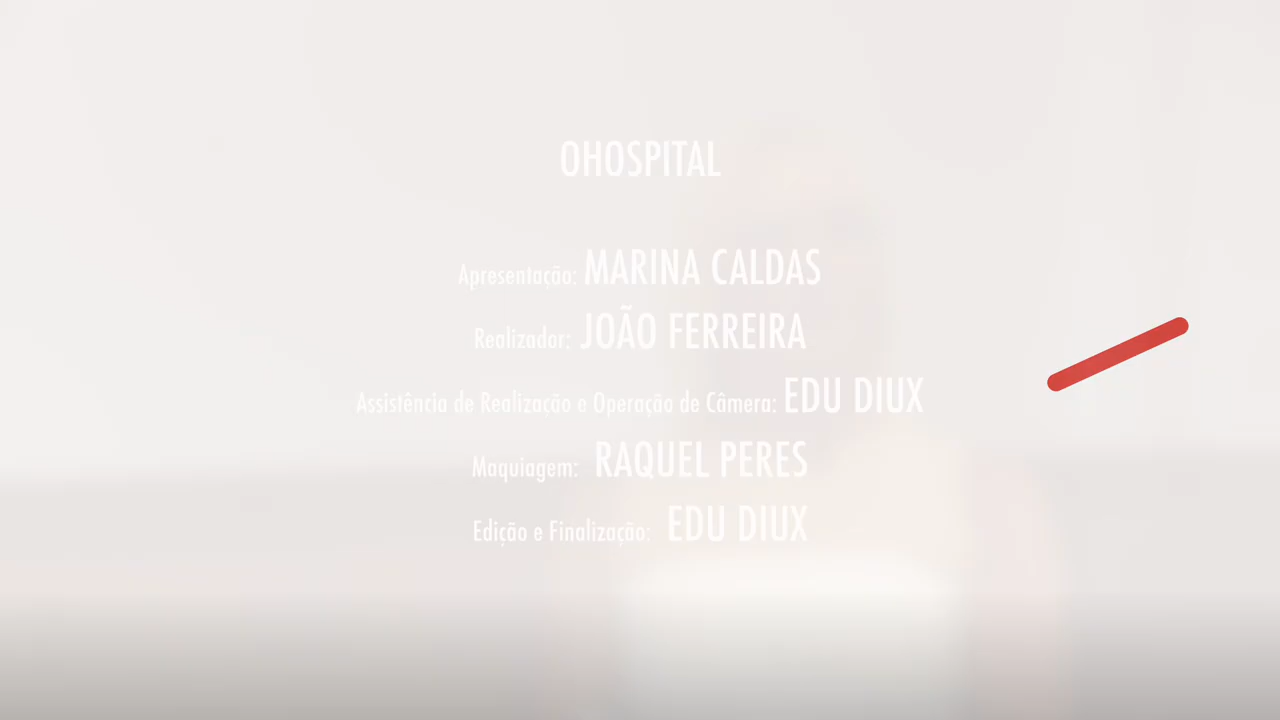 OHOSPITAL
Apresentação: MARINA CALDAS
Realizador: JOÃO FERREIRA
Assistência de Realização e Operação de Câmera: EDU DIUX
Maquiagem: RAQUEL PERES
Edição e Finalização: EDU DIUX